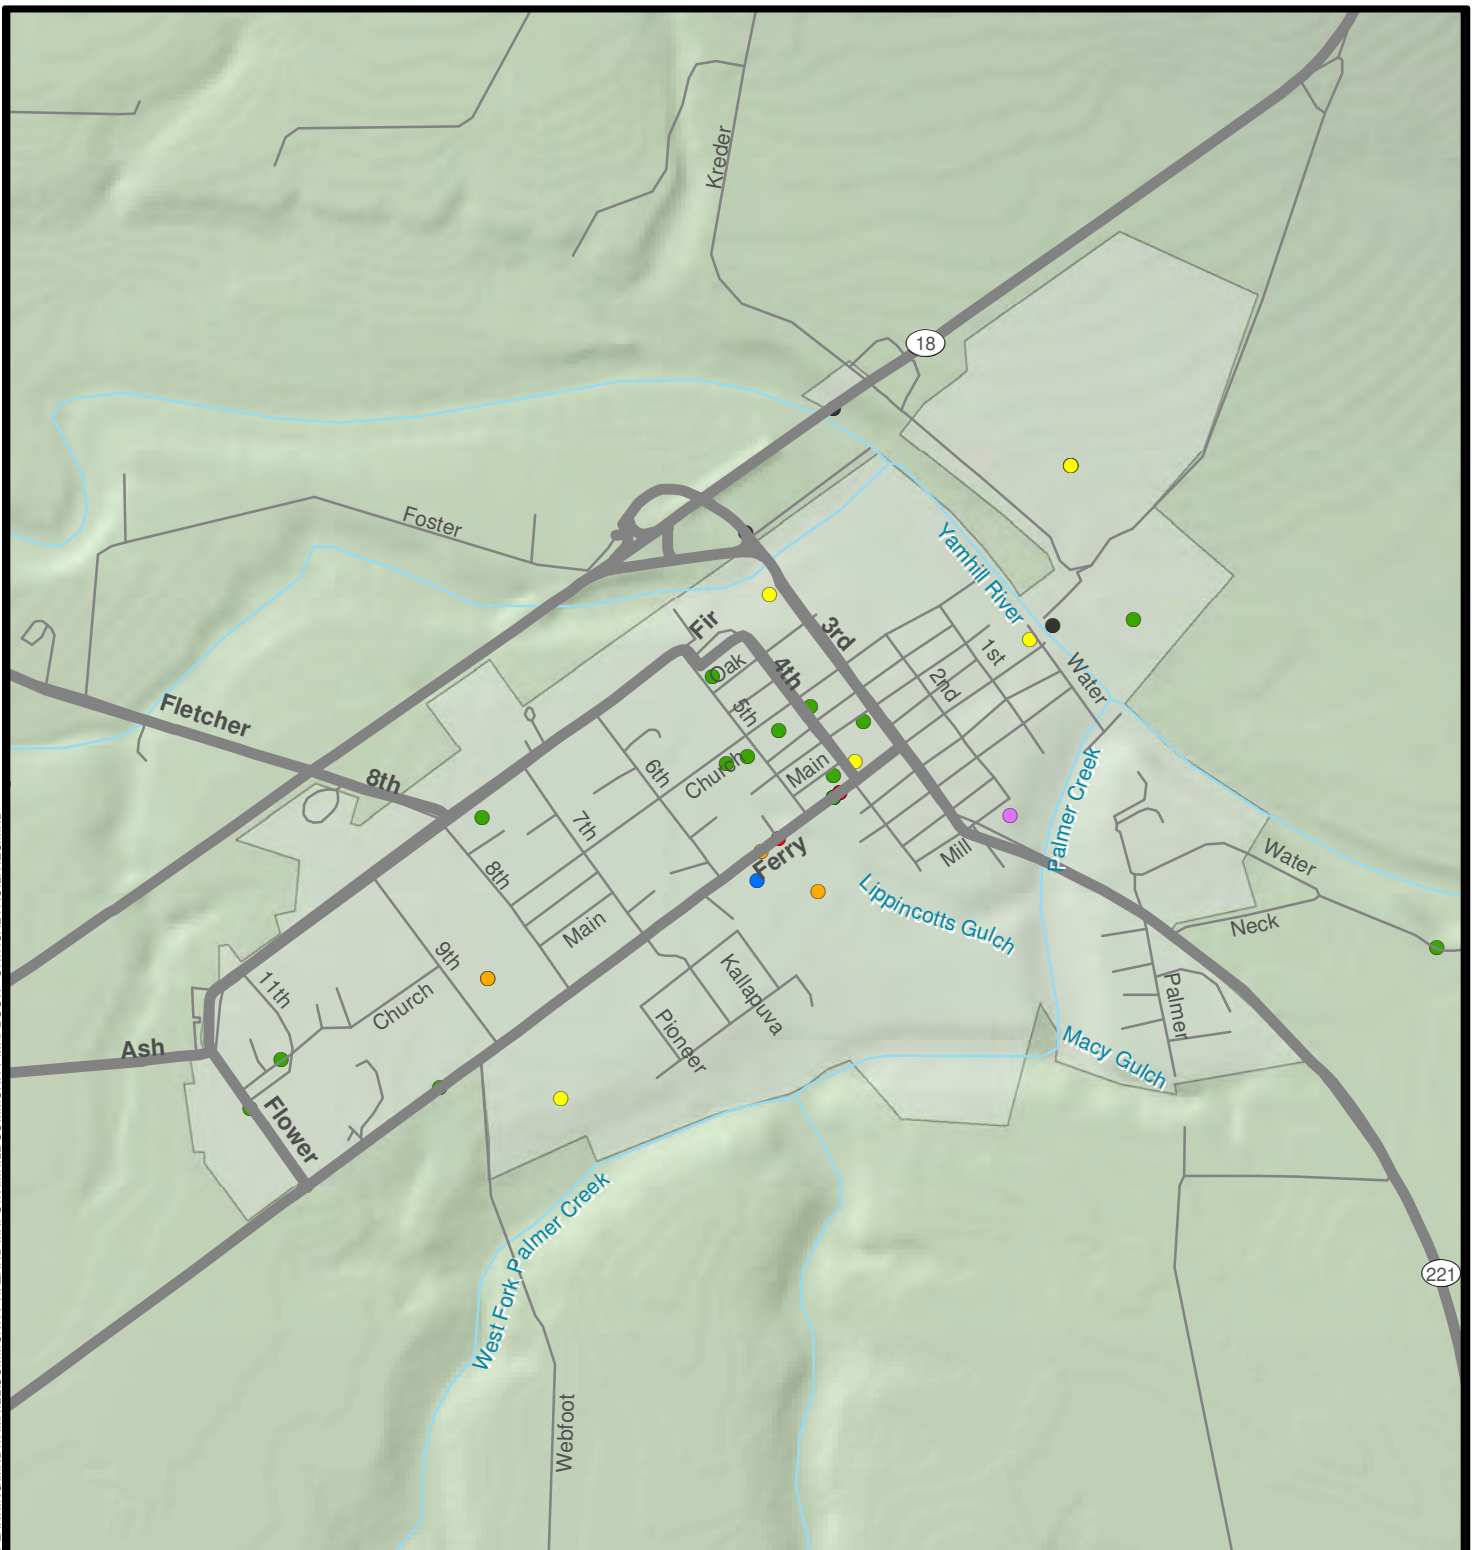 Kreder
18
Foster
Yamhill River
Fir
3rd
1st
Oak
4th
2nd
Water
Fletcher
5th
8th
6th
Church
Main
Palmer Creek
7th
Ferry
Mill
Water
8th
Lippincotts Gulch
Main
Neck
9th
11th
Church
Kallapuya
Palmer
Pioneer
Ash
Macy Gulch
Flower
West Fork Palmer Creek
221
Webfoot